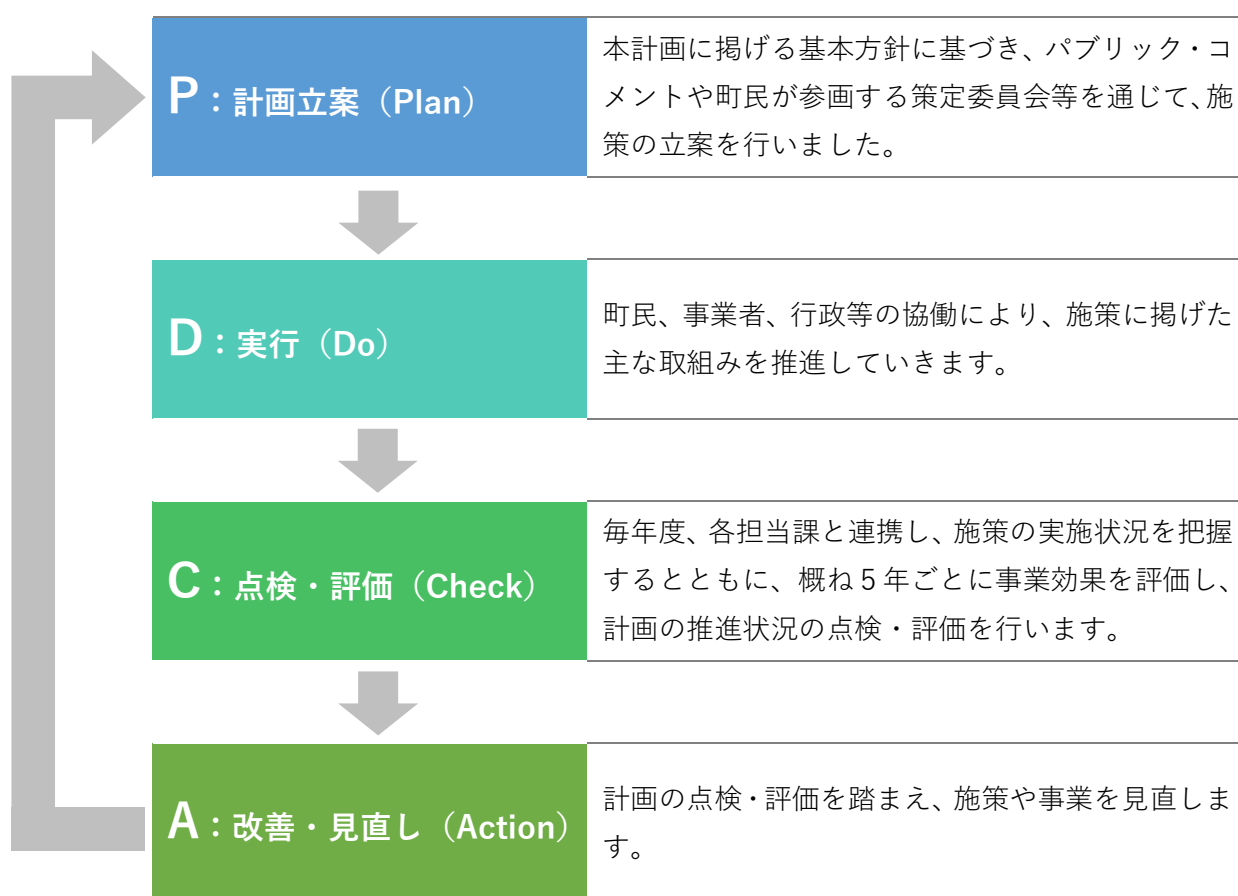 P：計画立案（Plan）
本計画に掲げる基本方針に基づき、パブリック・コ
メントや町民が参画する策定委員会等を通じて、施
策の立案を行いました。
D：実行（Do）
町民、事業者、行政等の協働により、施策に掲げた
主な取組みを推進していきます。
C：点検・評価（Check）
毎年度、各担当課と連携し、施策の実施状況を把握
するとともに、概ね５年ごとに事業効果を評価し、
計画の推進状況の点検・評価を行います。
A：改善・見直し（Action）
計画の点検・評価を踏まえ、施策や事業を見直しま
す。